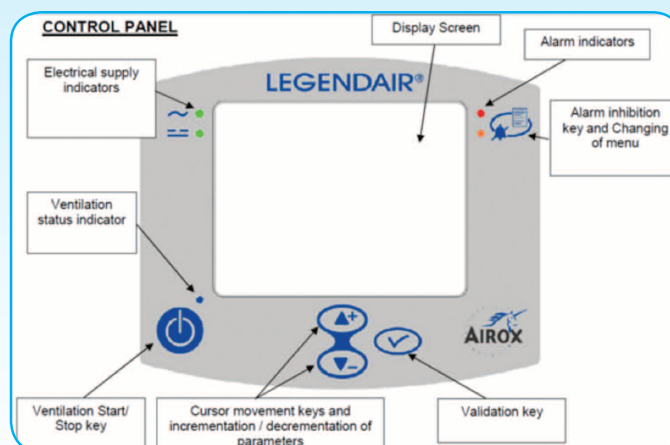 CONTROL PANEL
Display Screen
Alarm indicators
Electrical supply
indicators
LEGENDAIR®
Alarm inhibition
key and Changing
of menu
Ventilation
status indicator
AIROX
Ventilation Start/
Stop key
Cursor movement keys and
incrementation / decrementation of
parameters
Validation key